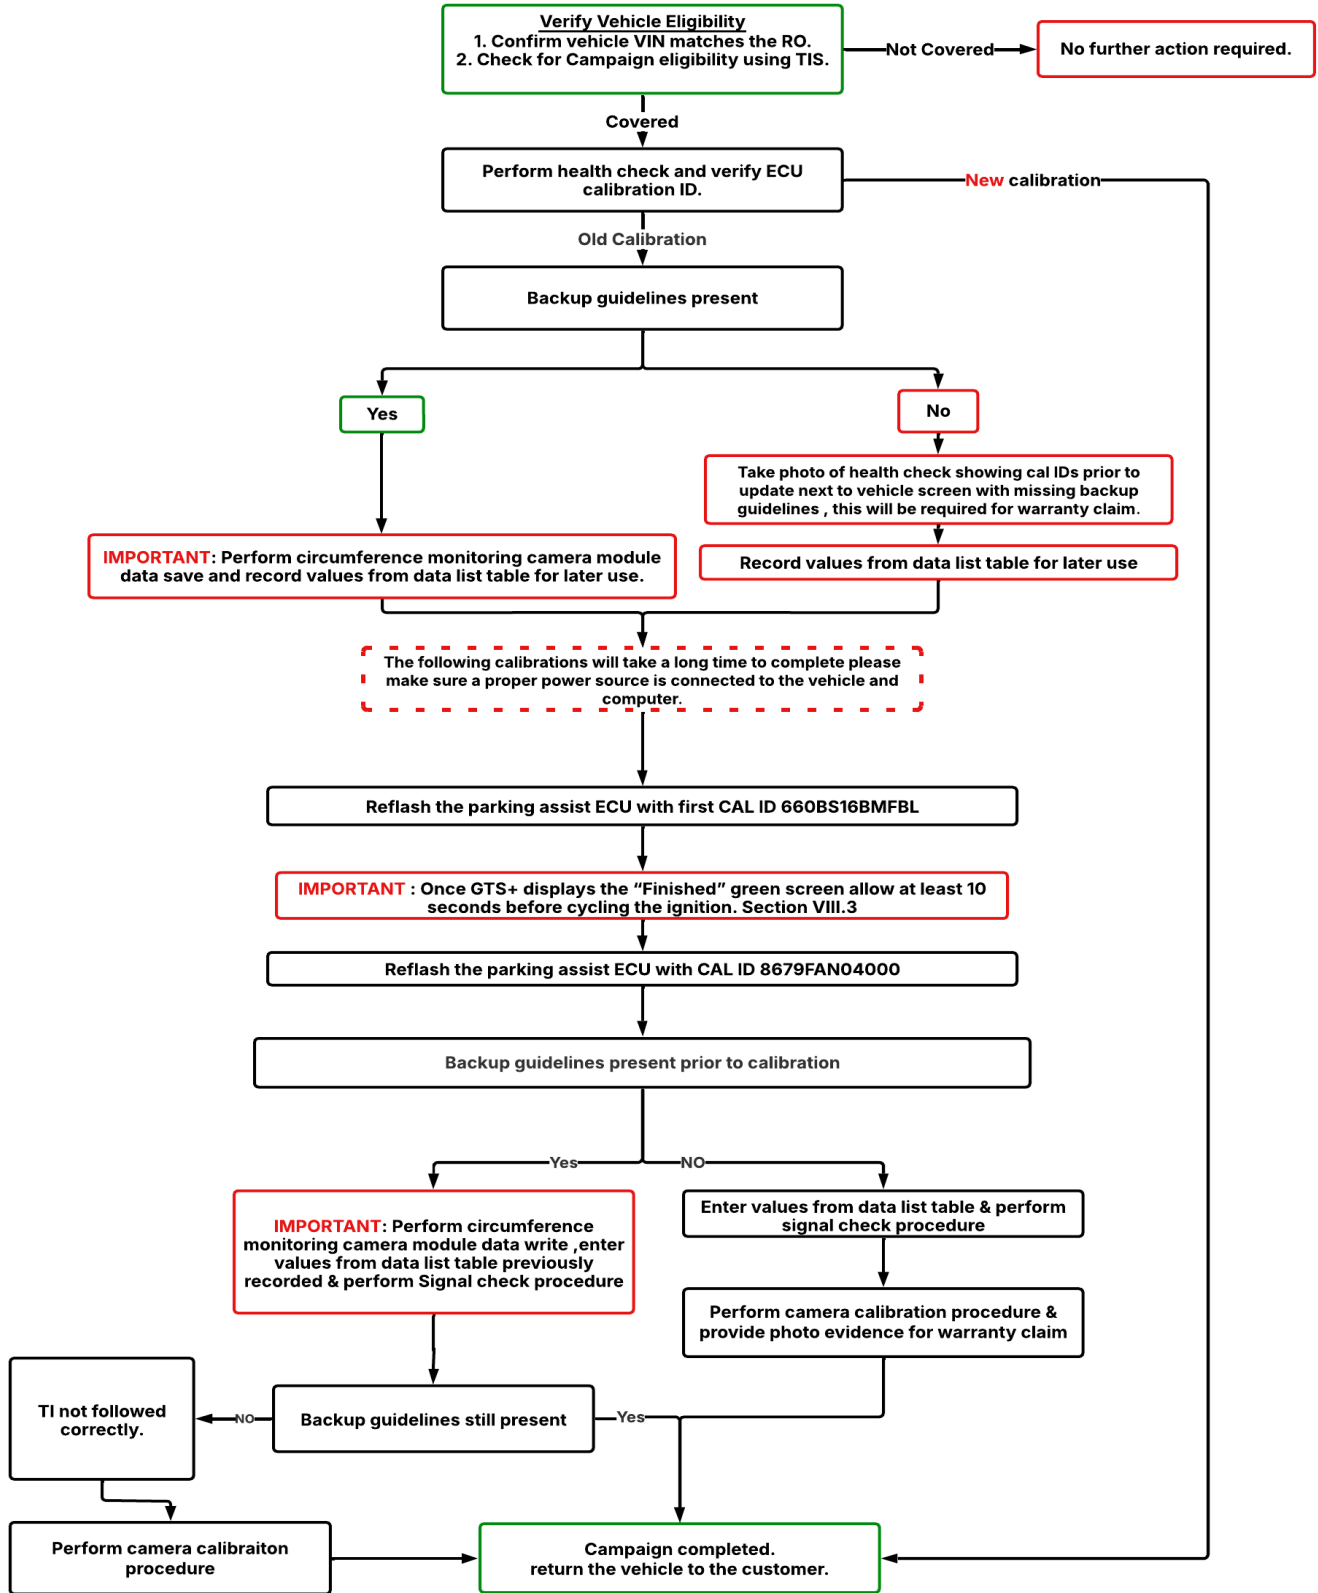 Verify Vehicle Eligibility
1. Confirm vehicle VIN matches the RO.
2. Check for Campaign eligibility using TIS.
Not Covered
No further action required.
Covered
Perform health check and verify ECU
calibration ID.
New calibration
Old Calibration
Backup guidelines present
Yes
No
Take photo of health check showing cal IDs prior to
update next to vehicle screen with missing backup
guidelines , this will be required for warranty claim.
IMPORTANT: Perform circumference monitoring camera module
data save and record values from data list table for later use.
Record values from data list table for later use
The following calibrations will take a long time to complete please
make sure a proper power source is connected to the vehicle and
computer.
Reflash the parking assist ECU with first CAL ID 660BS16BMFBL
IMPORTANT : Once GTS+ displays the “Finished” green screen allow at least 10
seconds before cycling the ignition. Section VIII.3
Reflash the parking assist ECU with CAL ID 8679FAN04000
Backup guidelines present prior to calibration
Yes
NO
IMPORTANT: Perform circumference
monitoring camera module data write ,enter
values from data list table previously
recorded & perform Signal check procedure
Enter values from data list table & perform
signal check procedure
Perform camera calibration procedure &
provide photo evidence for warranty claim
TI not followed
correctly.
NO
Backup guidelines still present
Yes
Perform camera calibraiton
procedure
Campaign completed.
return the vehicle to the customer.